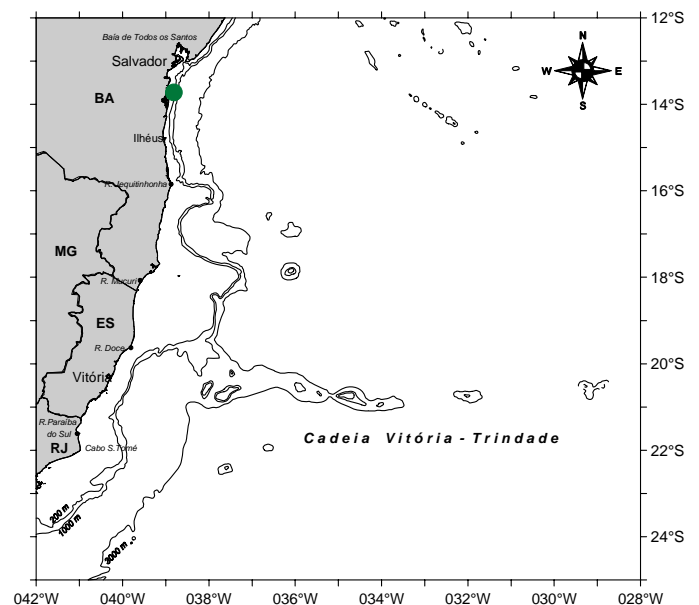 12°S
Baía de Todos os Santos
N
Salvador
W
E
S
BA
14°S
Ilhéus
16°S
R. Jequitinhonha
MG
18°S
R. Mucuri
ES
R. Doce
20°S
Vitória
R.Paraíba
do Sul
Cadeia Vitória - Trindade
RJ
Cabo S.Tomé
22°S
200 m
1000 m
3000 m
24°S
042°W
040°W
038°W
036°W
034°W
032°W
030°W
028°W